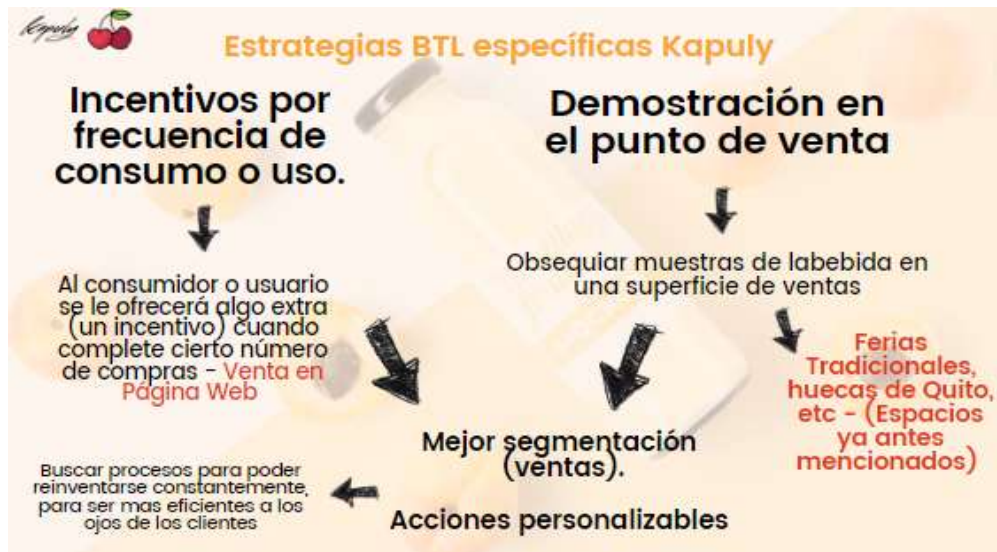 Kapuly
Estrategias BTL específicas Kapuly
Incentivos por
frecuencia de
consumo o uso.
Al consumidor o usuario
se le ofrecerá algo extra
(un incentivo) cuando
complete cierto número
de compras - Venta en
Página Web
Demostración en
el punto de venta
Obsequiar muestras de labebida en
una superficie de ventas
Ferias
Tradicionales,
huecas de Quito,
etc - (Espacios
ya antes
mencionados)
Mejor segmentación
(ventas).
Acciones personalizables
Buscar procesos para poder
reinventarse constantemente,
para ser mas eficientes a los
ojos de los clientes